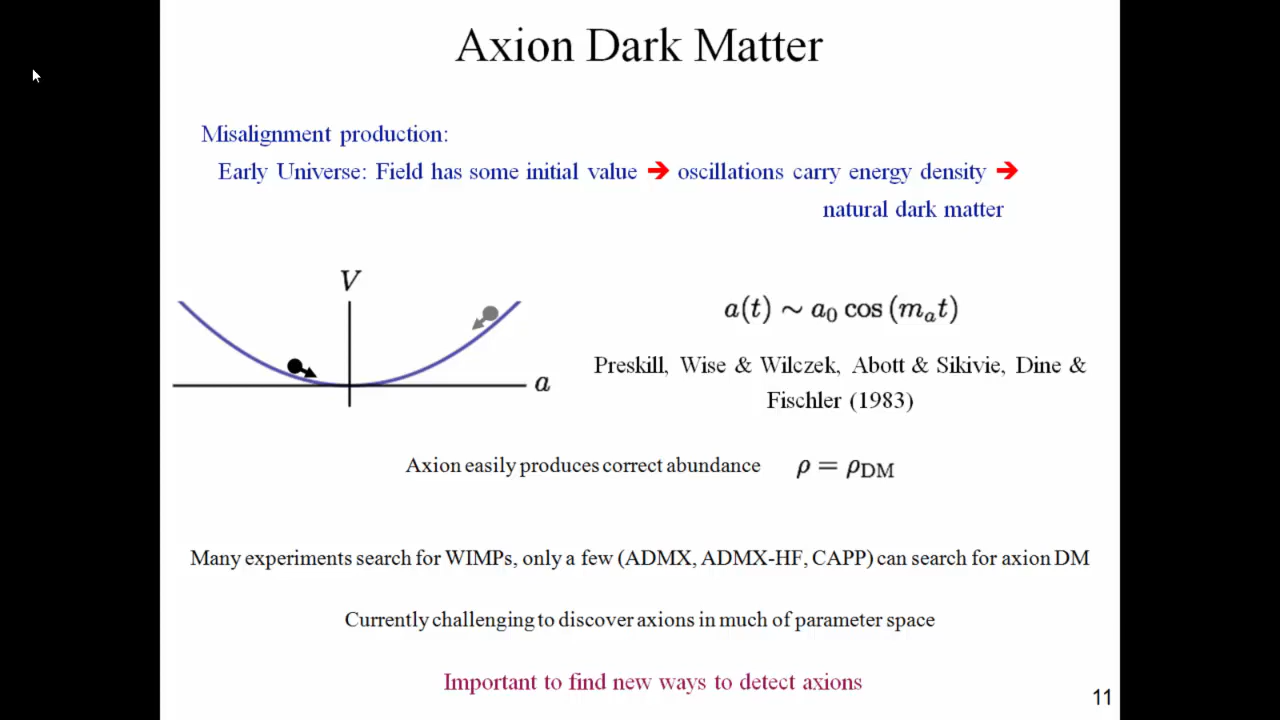 Axion Dark Matter
Misalignment production:
Early Universe: Field has some initial value ➔ oscillations carry energy density ➔
natural dark matter
V
a
a(t) ∼ a₀ cos (mₐt)
Preskill, Wise & Wilczek, Abott & Sikivie, Dine &
Fischler (1983)
Axion easily produces correct abundance ρ = ρ_DM
Many experiments search for WIMPs, only a few (ADMX, ADMX-HF, CAPP) can search for axion DM
Currently challenging to discover axions in much of parameter space
Important to find new ways to detect axions
11